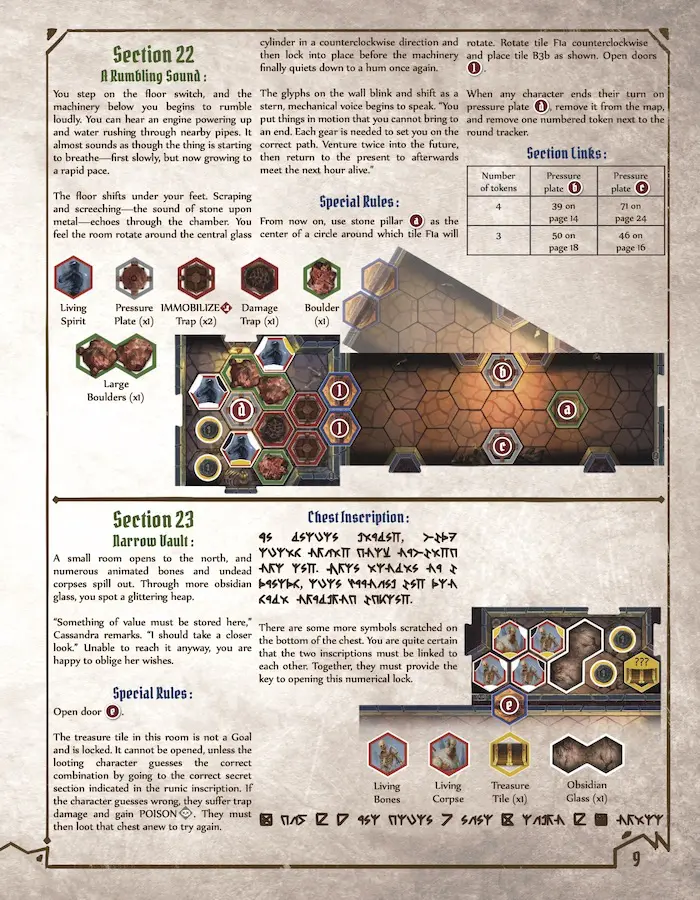 Section 22
A Rumbling Sound:
You step on the floor switch, and the
machinery below you begins to rumble
loudly. You can hear an engine powering up
and water rushing through nearby pipes. It
almost sounds as though the thing is starting
to breathe—first slowly, but now growing to
a rapid pace.
The floor shifts under your feet. Scraping
and screeching—the sound of stone upon
metal—echoes through the chamber. You
feel the room rotate around the central glass
cylinder in a counterclockwise direction and
then lock into place before the machinery
finally quiets down to a hum once again.
The glyphs on the wall blink and shift as a
stern, mechanical voice begins to speak. “You
put things in motion that you cannot bring to
an end. Each gear is needed to set you on the
correct path. Venture twice into the future,
then return to the present to afterwards
meet the next hour alive.”
Special Rules:
From now on, use stone pillar a as the
center of a circle around which tile F1a will
rotate. Rotate tile F1a counterclockwise
and place tile B3b as shown. Open doors
1.
When any character ends their turn on
pressure plate d, remove it from the map,
and remove one numbered token next to the
round tracker.
Section Links:
Number of tokens Pressure plate b Pressure plate c
4 39 on page 14 71 on page 24
3 50 on page 18 46 on page 16
Living Spirit
Pressure Plate (x1)
IMMOBILIZE Trap (x2)
Damage Trap (x1)
Boulder (x1)
Large Boulders (x1)
d
1
1
b
c
a
Section 23
Narrow Vault:
A small room opens to the north, and
numerous animated bones and undead
corpses spill out. Through more obsidian
glass, you spot a glittering heap.
“Something of value must be stored here,”
Cassandra remarks. “I should take a closer
look.” Unable to reach it anyway, you are
happy to oblige her wishes.
Special Rules:
Open door e.
The treasure tile in this room is not a Goal
and is locked. It cannot be opened, unless the
looting character guesses the correct
combination by going to the correct secret
section indicated in the runic inscription. If
the character guesses wrong, they suffer trap
damage and gain POISON. They must
then loot that chest anew to try again.
Chest Inscription:
There are some more symbols scratched on
the bottom of the chest. You are quite certain
that the two inscriptions must be linked to
each other. Together, they must provide the
key to opening this numerical lock.
???
e
Living Bones
Living Corpse
Treasure Tile (x1)
Obsidian Glass (x1)
9